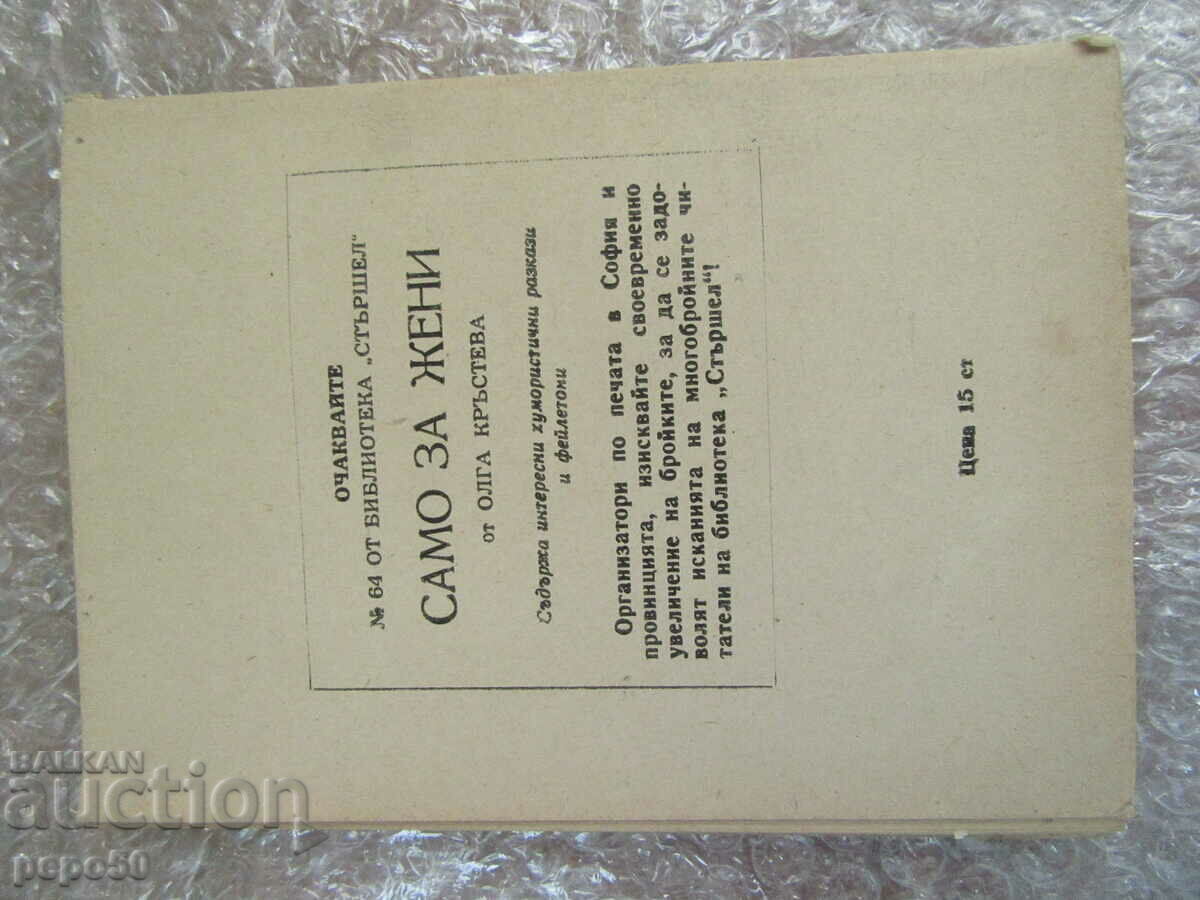 ОЧАКВАЙТЕ
№ 64 ОТ БИБЛИОТЕКА „СТЪРШЕЛ“
САМО ЗА ЖЕНИ
от ОЛГА КРЪСТЕВА
Съдържа интересни хумористични разкази
и фейлетони
Организатори по печата в София и
провинцията, изисквайте своевременно
увеличение на бройките, за да се задо-
волят исканията на многобройните чи-
татели на библиотека „Стършел“!
Цена 15 ст
BALKAN
auction
pepo50